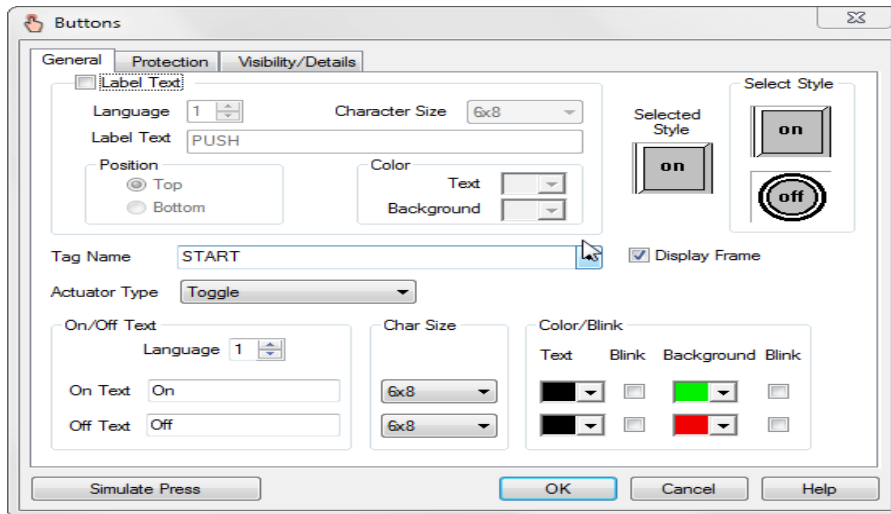 Buttons
General Protection Visibility/Details
Label Text
Language 1 Character Size 6x8
Label Text PUSH
Position
Top
Bottom
Color
Text
Background
Selected Style
on
Select Style
on
off
Tag Name START
Display Frame
Actuator Type Toggle
On/Off Text
Language 1
On Text On
Off Text Off
Char Size
6x8
6x8
Color/Blink
Text Blink Background Blink
Simulate Press OK Cancel Help